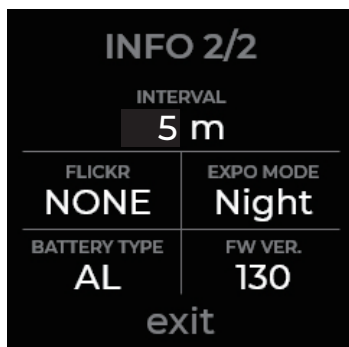 INFO 2/2
INTERVAL
5 m
FLICKR EXPO MODE
NONE Night
BATTERY TYPE FW VER.
AL 130
exit